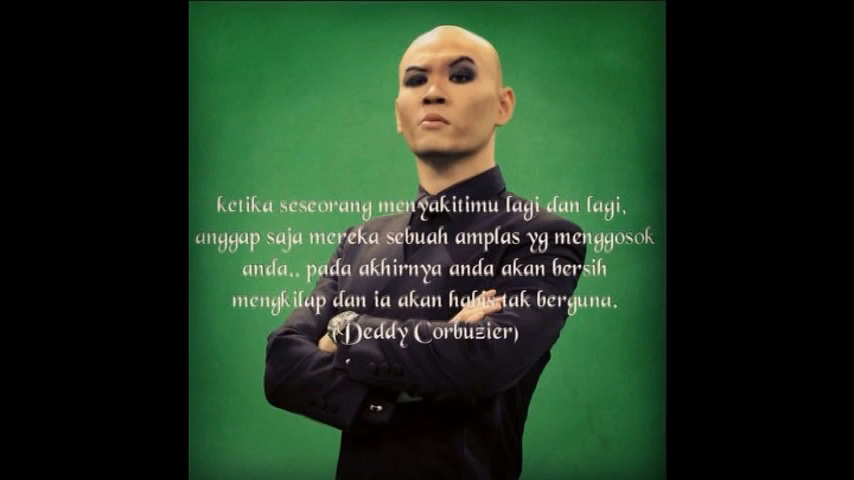 ketika seseorang menyakitimu lagi dan lagi,
anggap saja mereka sebuah amplas yg menggosok
anda.. pada akhirnya anda akan bersih
mengkilap dan ia akan habis tak berguna.
(Deddy Corbuzier)